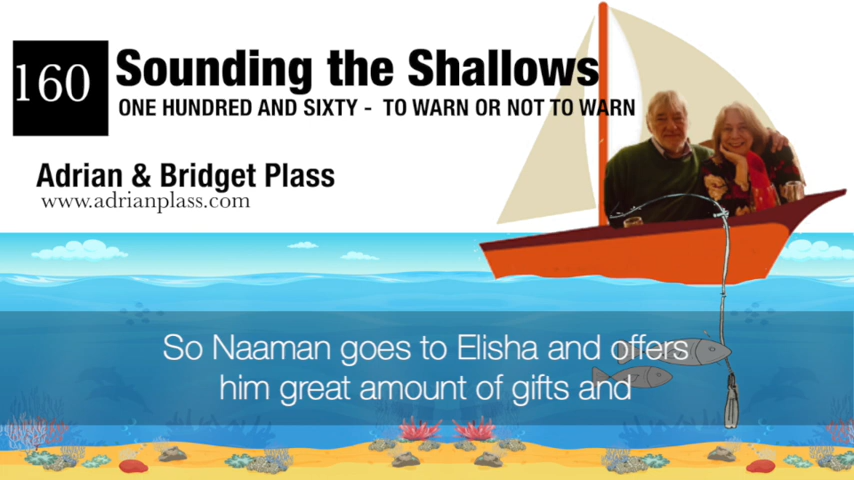 160
Sounding the Shallows
ONE HUNDRED AND SIXTY - TO WARN OR NOT TO WARN
Adrian & Bridget Plass
www.adrianplass.com
So Naaman goes to Elisha and offers
him great amount of gifts and